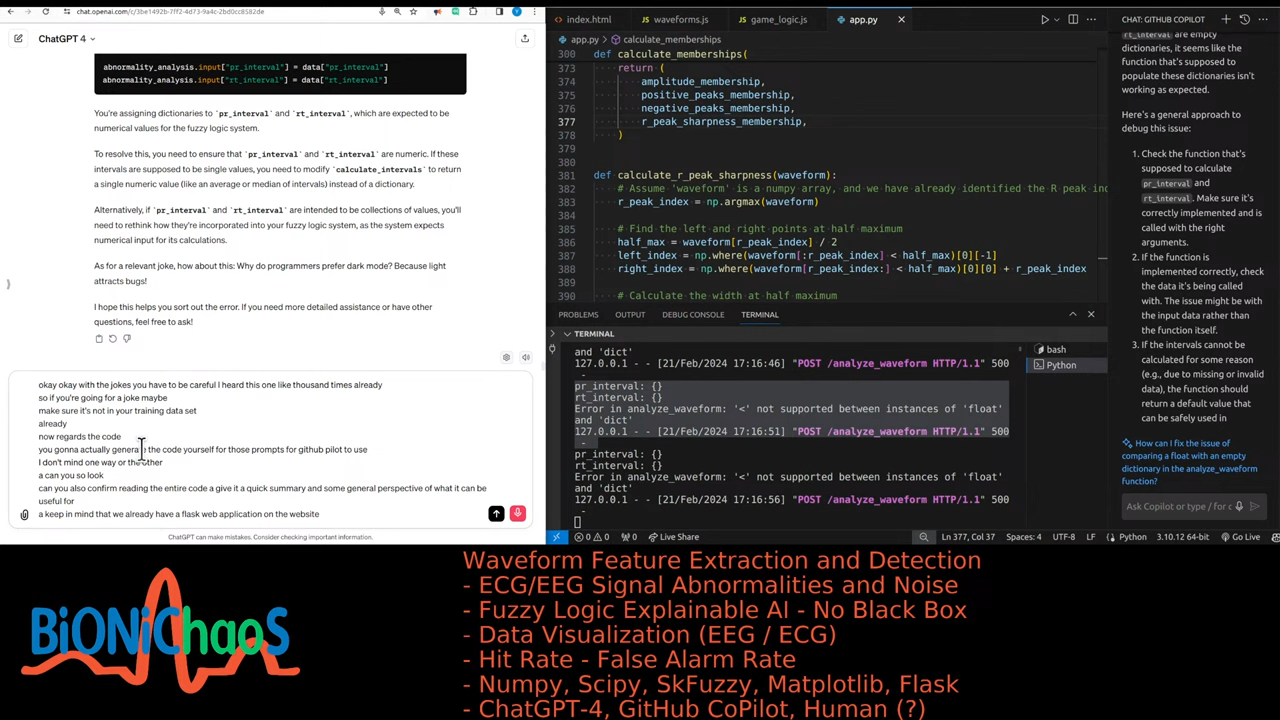 c.com/c/3be1492b-7ff2-4d73-9a4c-2bd0cc8585de
ChatGPT 4
abnormality_analysis.input["pr_interval"] = data["pr_interval"]
abnormality_analysis.input["rt_interval"] = data["rt_interval"]
You're assigning dictionaries to `pr_interval` and `rt_interval`, which are expected to be
numerical values for the fuzzy logic system.
To resolve this, you need to ensure that `pr_interval` and `rt_interval` are numeric. If these
intervals are supposed to be single values, you need to modify `calculate_intervals` to return
a single numeric value (like an average or median of intervals) instead of a dictionary.
Alternatively, if `pr_interval` and `rt_interval` are intended to be collections of values, you'll
need to rethink how they're incorporated into your fuzzy logic system, as the system expects
numerical input for its calculations.
As for a relevant joke, how about this: Why do programmers prefer dark mode? Because light
attracts bugs!
I hope this helps you sort out the error. If you need more detailed assistance or have other
questions, feel free to ask!
okay okay with the jokes you have to be careful I heard this one like thousand times already
so if you're going for a joke maybe
make sure it's not in your training data set
already
now regards the code
you gonna actually generate the code yourself for those prompts for github pilot to use
I don't mind one way or the other
a can you so look
can you also confirm reading the entire code a give it a quick summary and some general perspective of what it can be
useful for
a keep in mind that we already have a flask web application on the website
ChatGPT can make mistakes. Consider checking important information.
index.html
waveforms.js
game_logic.js
app.py
app.py > calculate_memberships
300 def calculate_memberships(
373 return (
374 amplitude_membership,
375 positive_peaks_membership,
376 negative_peaks_membership,
377 r_peak_sharpness_membership,
378 )
379
380
381 def calculate_r_peak_sharpness(waveform):
382 # Assume 'waveform' is a numpy array, and we have already identified the R peak in
383 r_peak_index = np.argmax(waveform)
384
385 # Find the left and right points at half maximum
386 half_max = waveform[r_peak_index] / 2
387 left_index = np.where(waveform[:r_peak_index] < half_max)[0][-1]
388 right_index = np.where(waveform[r_peak_index:] < half_max)[0][0] + r_peak_index
389
390 # Calculate the width at half maximum
PROBLEMS OUTPUT DEBUG CONSOLE TERMINAL
TERMINAL
and 'dict'
127.0.0.1 - - [21/Feb/2024 17:16:46] "POST /analyze_waveform HTTP/1.1" 500
-
pr_interval: {}
rt_interval: {}
Error in analyze_waveform: '<' not supported between instances of 'float'
and 'dict'
127.0.0.1 - - [21/Feb/2024 17:16:51] "POST /analyze_waveform HTTP/1.1" 500
-
pr_interval: {}
rt_interval: {}
Error in analyze_waveform: '<' not supported between instances of 'float'
and 'dict'
127.0.0.1 - - [21/Feb/2024 17:16:56] "POST /analyze_waveform HTTP/1.1" 500
-
bash
Python
0 0 0 Live Share
Ln 377, Col 37 Spaces: 4 UTF-8 LF Python 3.10.12 64-bit Go Live
CHAT: GITHUB COPILOT
rt_interval are empty
dictionaries, it seems like the
function that's supposed to
populate these dictionaries isn't
working as expected.
Here's a general approach to
debug this issue:
1. Check the function that's
supposed to calculate
pr_interval and
rt_interval. Make sure it's
correctly implemented and is
called with the right
arguments.
2. If the function is
implemented correctly, check
the data it's being called
with. The issue might be with
the input data rather than
the function itself.
3. If the intervals cannot be
calculated for some reason
(e.g., due to missing or invalid
data), the function should
return a default value that
can be safely used in
How can I fix the issue of
comparing a float with an
empty dictionary in the
analyze_waveform
function?
Ask Copilot or type / for c
BiONiChaoS
Waveform Feature Extraction and Detection
- ECG/EEG Signal Abnormalities and Noise
- Fuzzy Logic Explainable AI - No Black Box
- Data Visualization (EEG / ECG)
- Hit Rate - False Alarm Rate
- Numpy, Scipy, SkFuzzy, Matplotlib, Flask
- ChatGPT-4, GitHub CoPilot, Human (?)